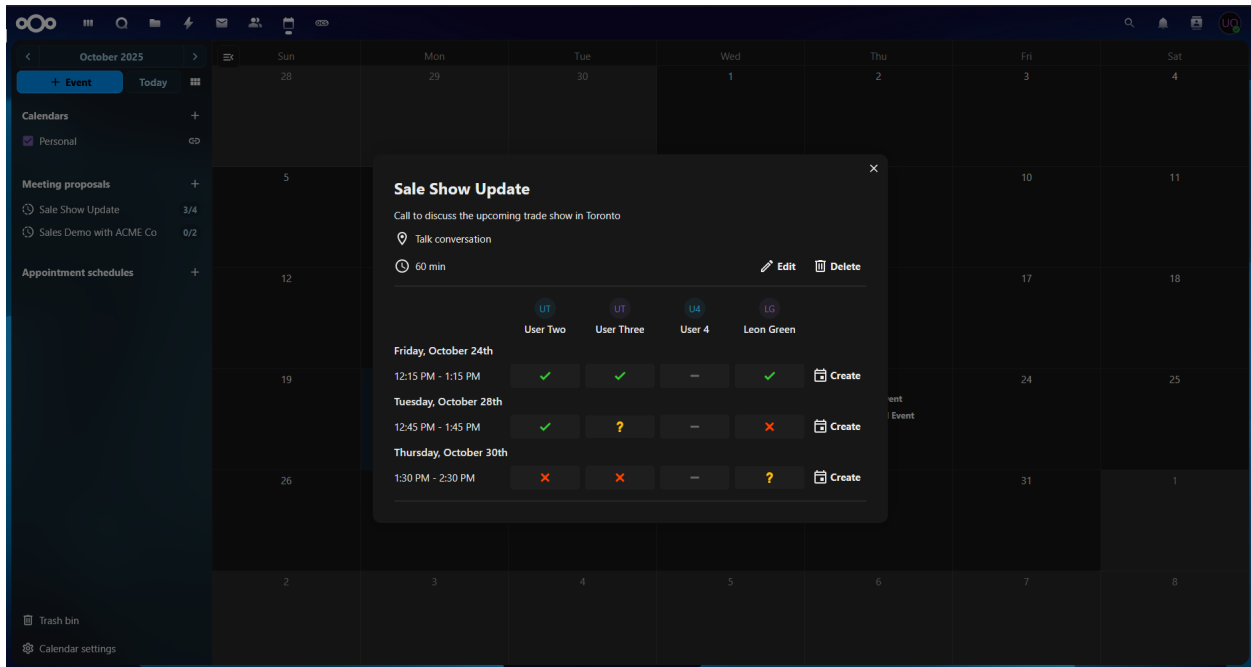 October 2025
Sun Mon Tue Wed Thu Fri Sat
+ Event Today
28 29 30 1 2 3 4
Calendars +
Personal
Meeting proposals +
5 10 11
Sale Show Update 3/4
Sales Demo with ACME Co 0/2
Appointment schedules +
12 17 18
19 24 25
vent
Event
26 31 1
2 3 4 5 6 7 8
Trash bin
Calendar settings
UO
Sale Show Update
Call to discuss the upcoming trade show in Toronto
Talk conversation
60 min Edit Delete
UT UT U4 LG
User Two User Three User 4 Leon Green
Friday, October 24th
12:15 PM - 1:15 PM Create
Tuesday, October 28th
12:45 PM - 1:45 PM ? Create
Thursday, October 30th
1:30 PM - 2:30 PM ? Create